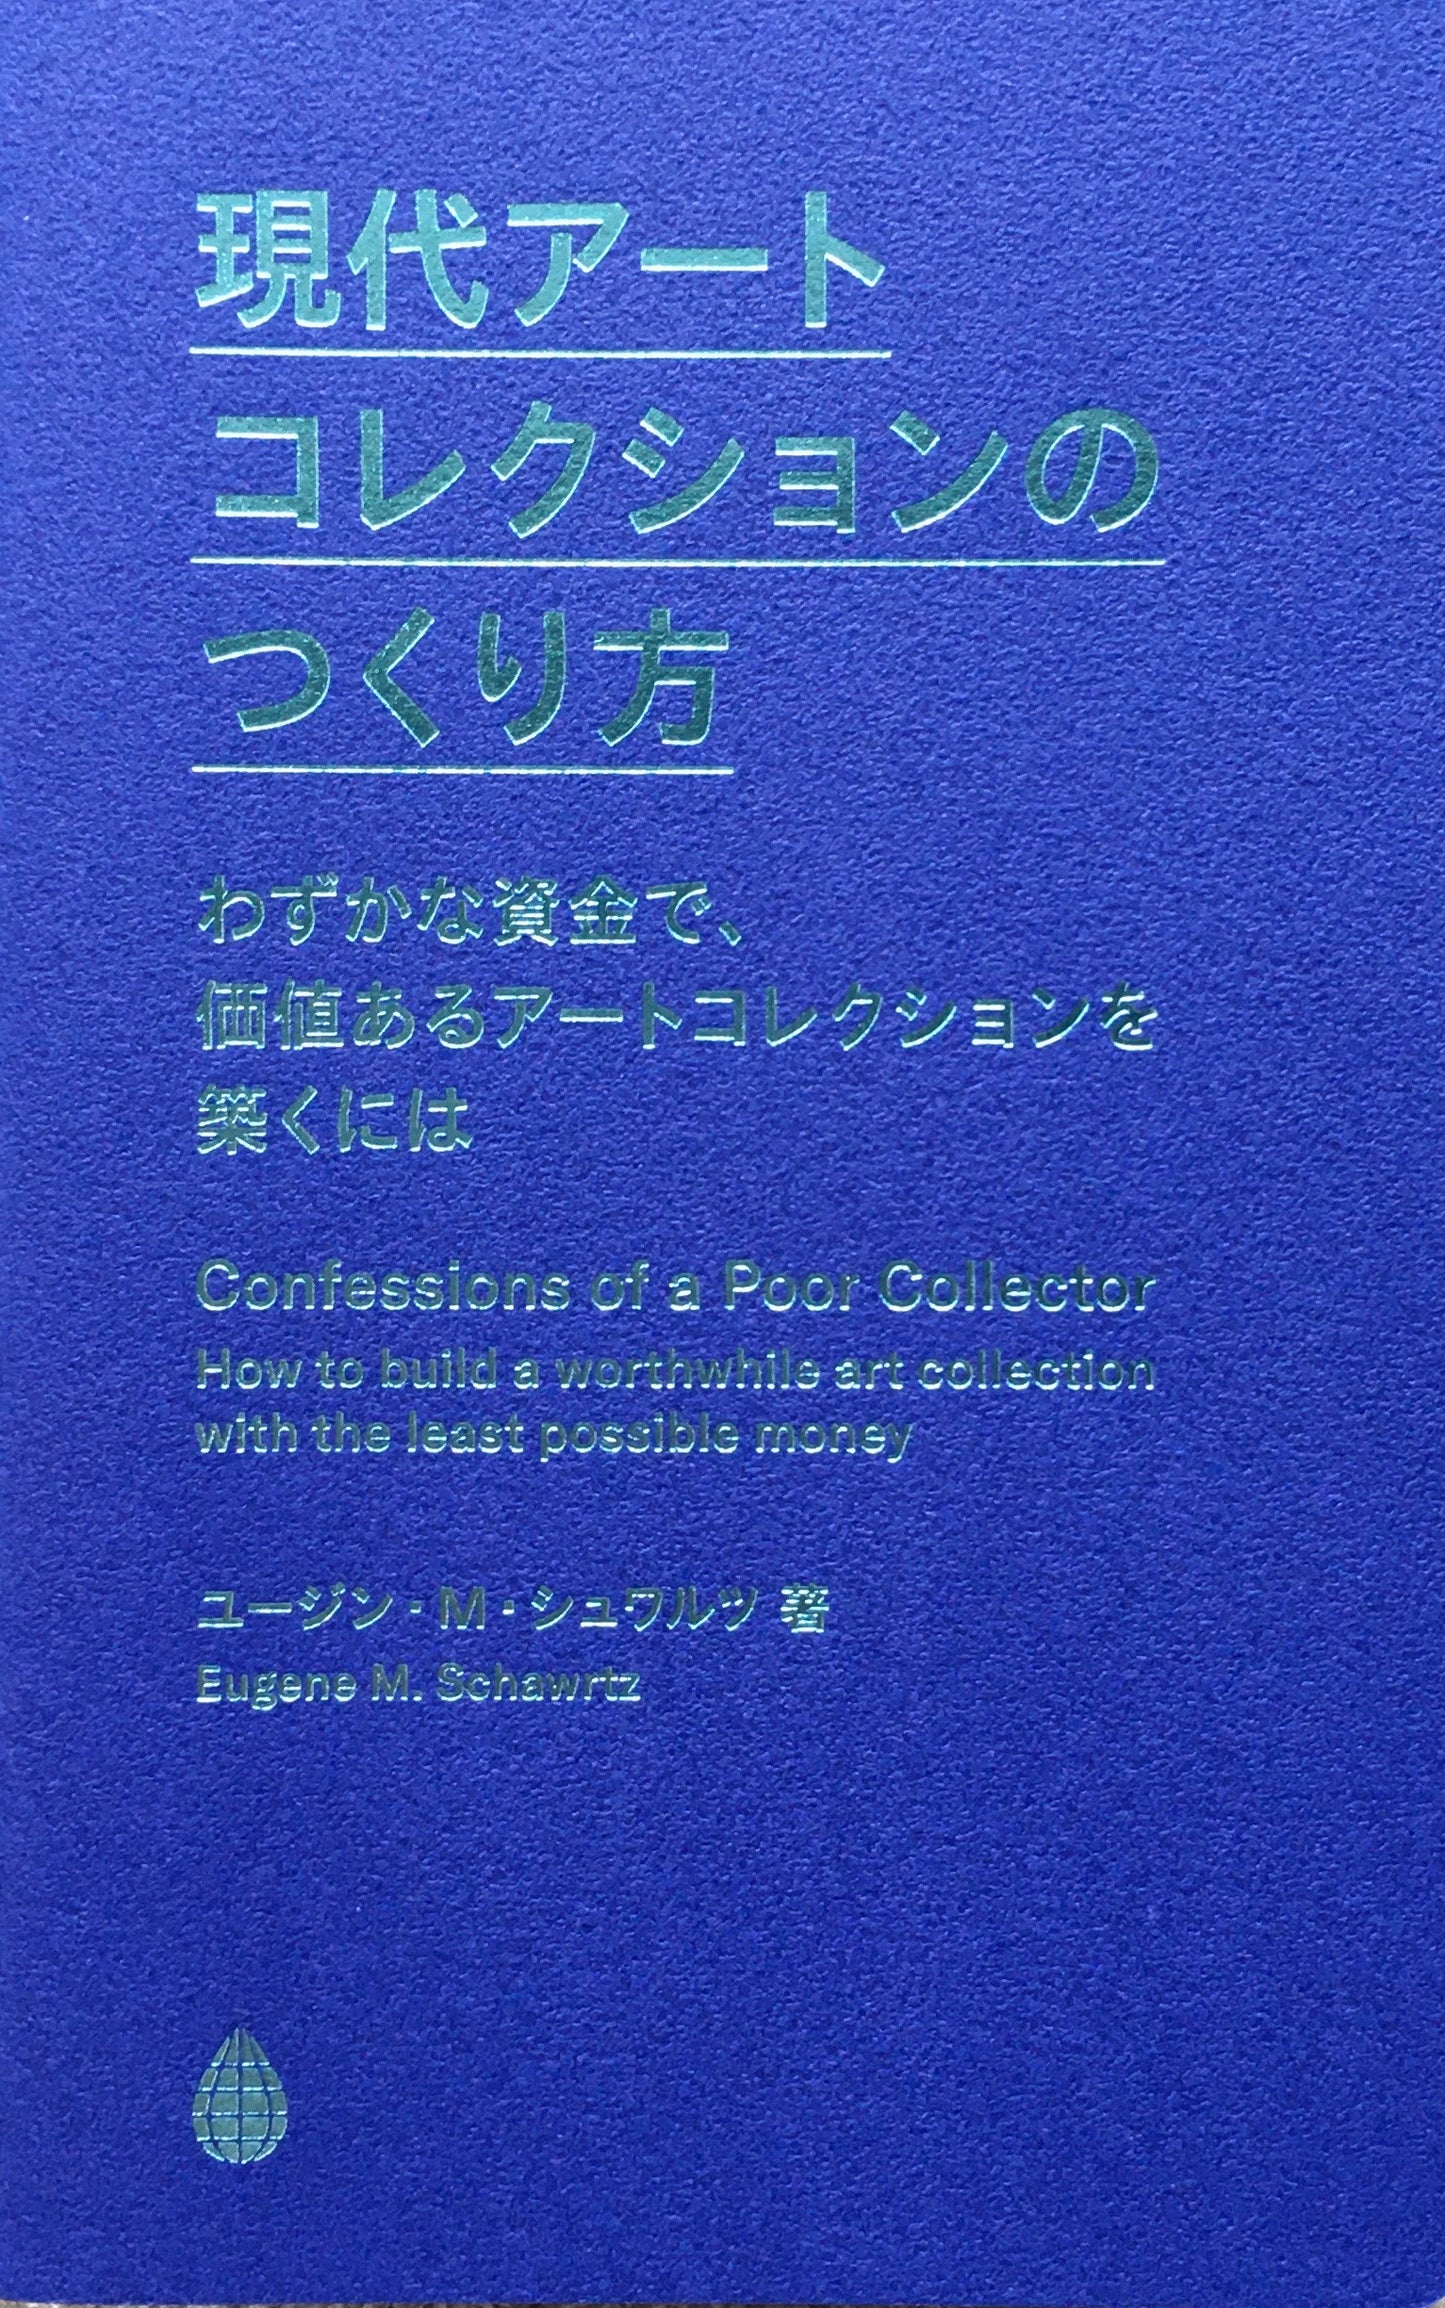 現代アート
コレクションの
つくり方
わずかな資金で、
価値あるアートコレクションを
築くには
Confessions of a Poor Collector
How to build a worthwhile art collection
with the least possible money
ユージン・M・シュワルツ 著
Eugene M. Schawrtz